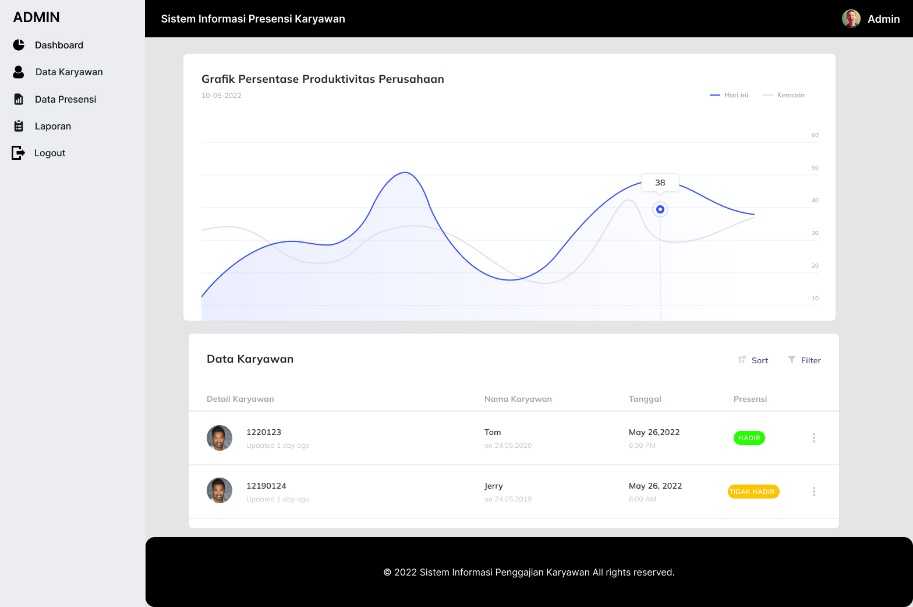 ADMIN
Dashboard
Data Karyawan
Data Presensi
Laporan
Logout
Sistem Informasi Presensi Karyawan
Admin
Grafik Persentase Produktivitas Perusahaan
10-05-2022
Hari ini
Kemarin
60
50
40
30
20
10
38
Data Karyawan
Sort
Filter
Detail Karyawan
Nama Karyawan
Tanggal
Presensi
1220123
Tom
May 26,2022
HADIR
Updated 1 day ago
on 24.05.2020
6:30 PM
12190124
Jerry
May 26, 2022
TIDAK HADIR
Updated 1 day ago
on 24.05.2019
8:00 AM
© 2022 Sistem Informasi Penggajian Karyawan All rights reserved.